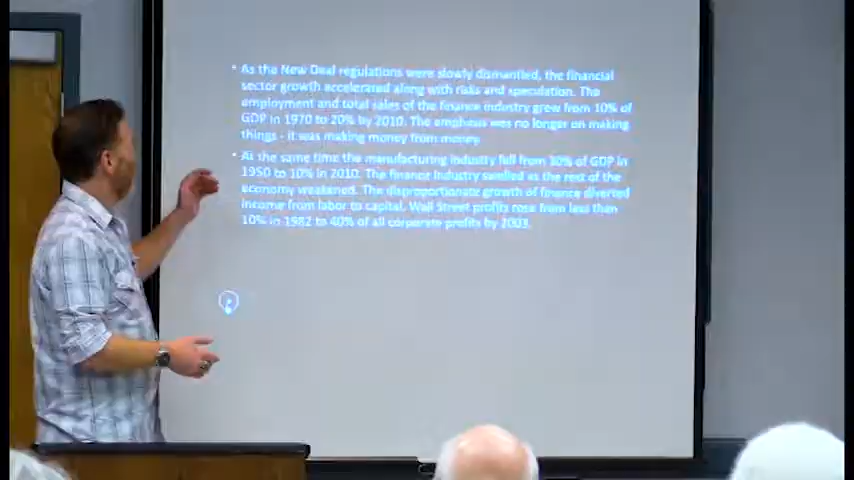 • As the New Deal regulations were slowly dismantled, the financial
sector growth accelerated along with risks and speculation. The
employment and total sales of the finance industry grew from 10% of
GDP in 1970 to 20% by 2010. The emphasis was no longer on making
things - it was making money from money.
• At the same time the manufacturing industry fell from 30% of GDP in
1950 to 10% in 2010. The finance industry swelled as the rest of the
economy weakened. The disproportionate growth of finance diverted
income from labor to capital. Wall Street profits rose from less than
10% in 1982 to 40% of all corporate profits by 2003.